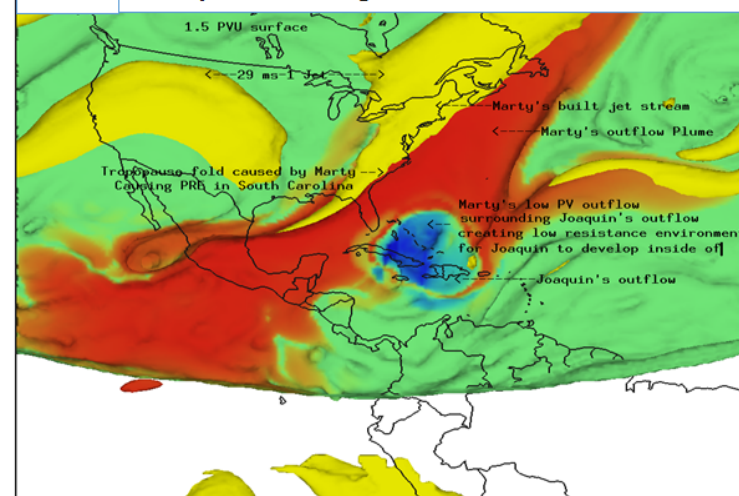 1.5 PVU surface
<---29 ms-1 Jet------>
<---Marty's built jet stream
<----Marty's outflow Plume
Tropopause fold caused by Marty -->
Causing PRE in South Carolina
Marty's low PV outflow
<--surrounding Joaquin's outflow
creating low resistance environmen
for Joaquin to develop inside of
<---Joaquin's outflow